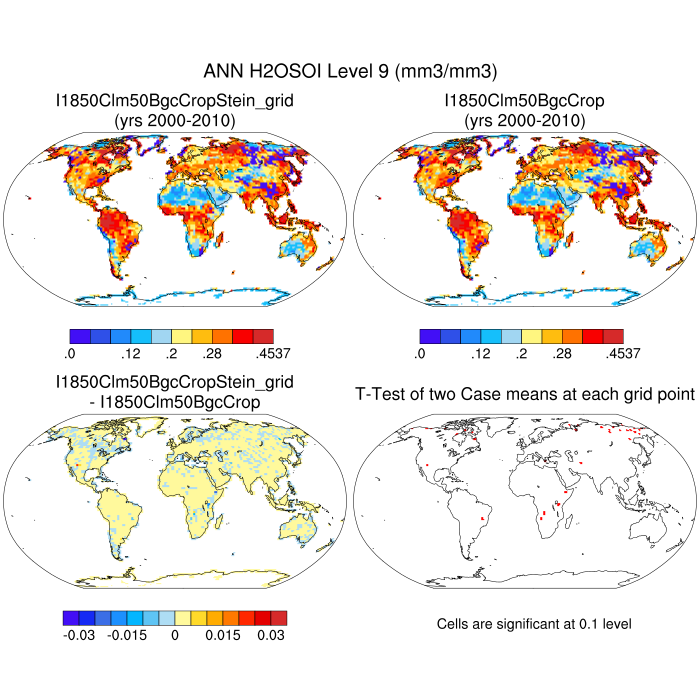 ANN H2OSOI Level 9 (mm3/mm3)
I1850Clm50BgcCropStein_grid
(yrs 2000-2010)
I1850Clm50BgcCrop
(yrs 2000-2010)
.0 .12 .2 .28 .4537
.0 .12 .2 .28 .4537
I1850Clm50BgcCropStein_grid
- I1850Clm50BgcCrop
T-Test of two Case means at each grid point
-0.03 -0.015 0 0.015 0.03
Cells are significant at 0.1 level